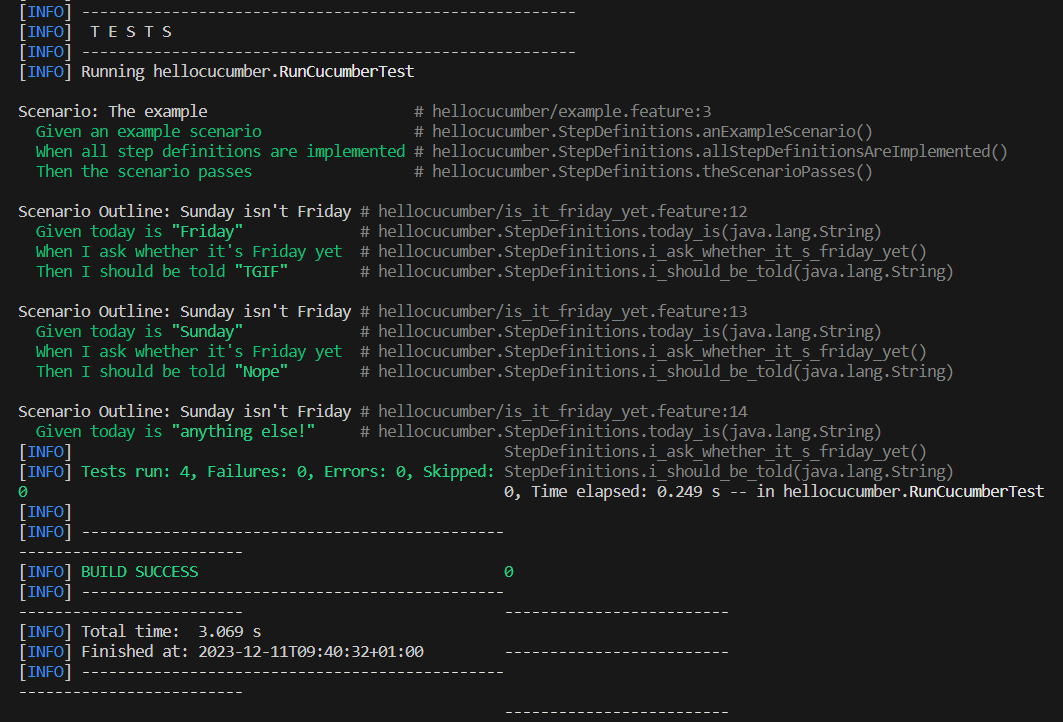 [INFO] -------------------------------------------------------
[INFO]  T E S T S
[INFO] -------------------------------------------------------
[INFO] Running hellocucumber.RunCucumberTest
Scenario: The example                       # hellocucumber/example.feature:3
  Given an example scenario                 # hellocucumber.StepDefinitions.anExampleScenario()
  When all step definitions are implemented # hellocucumber.StepDefinitions.allStepDefinitionsAreImplemented()
  Then the scenario passes                  # hellocucumber.StepDefinitions.theScenarioPasses()
Scenario Outline: Sunday isn't Friday # hellocucumber/is_it_friday_yet.feature:12
  Given today is "Friday"             # hellocucumber.StepDefinitions.today_is(java.lang.String)
  When I ask whether it's Friday yet  # hellocucumber.StepDefinitions.i_ask_whether_it_s_friday_yet()
  Then I should be told "TGIF"        # hellocucumber.StepDefinitions.i_should_be_told(java.lang.String)
Scenario Outline: Sunday isn't Friday # hellocucumber/is_it_friday_yet.feature:13
  Given today is "Sunday"             # hellocucumber.StepDefinitions.today_is(java.lang.String)
  When I ask whether it's Friday yet  # hellocucumber.StepDefinitions.i_ask_whether_it_s_friday_yet()
  Then I should be told "Nope"        # hellocucumber.StepDefinitions.i_should_be_told(java.lang.String)
Scenario Outline: Sunday isn't Friday # hellocucumber/is_it_friday_yet.feature:14
  Given today is "anything else!"     # hellocucumber.StepDefinitions.today_is(java.lang.String)
[INFO]                                                StepDefinitions.i_ask_whether_it_s_friday_yet()
[INFO] Tests run: 4, Failures: 0, Errors: 0, Skipped: StepDefinitions.i_should_be_told(java.lang.String)
0                                                     0, Time elapsed: 0.249 s -- in hellocucumber.RunCucumberTest
[INFO]
[INFO] -----------------------------------------------
-------------------------
[INFO] BUILD SUCCESS                                  0
[INFO] -----------------------------------------------
-------------------------                             -------------------------
[INFO] Total time:  3.069 s
[INFO] Finished at: 2023-12-11T09:40:32+01:00         -------------------------
[INFO] -----------------------------------------------
-------------------------
                                                      -------------------------